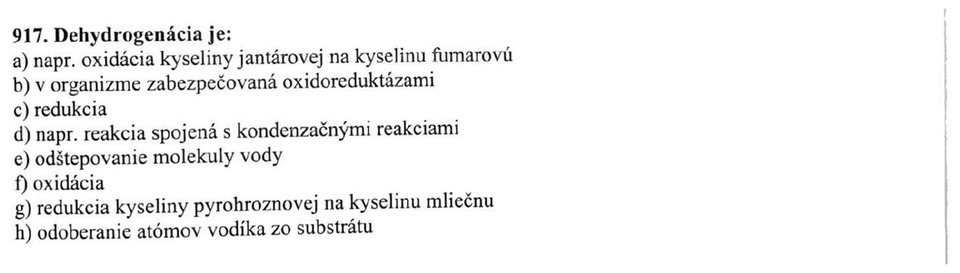 917. Dehydrogenácia je:
a) napr. oxidácia kyseliny jantárovej na kyselinu fumarovú
b) v organizme zabezpečovaná oxidoreduktázami
c) redukcia
d) napr. reakcia spojená s kondenzačnými reakciami
e) odštepovanie molekuly vody
f) oxidácia
g) redukcia kyseliny pyrohroznovej na kyselinu mliečnu
h) odoberanie atómov vodíka zo substrátu